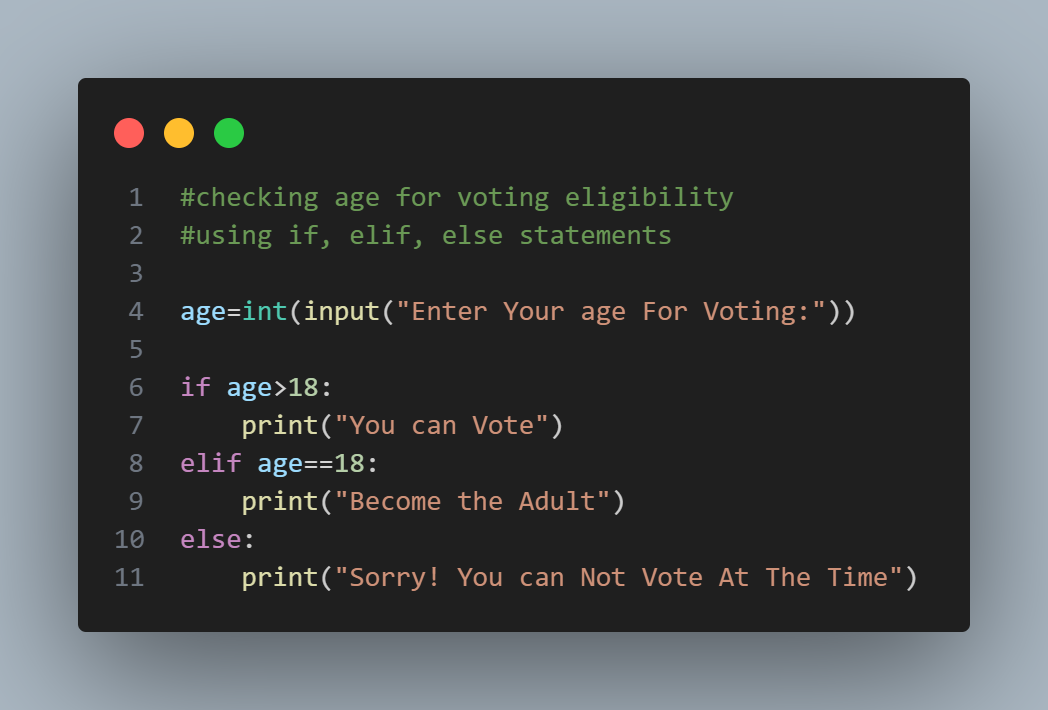 1 #checking age for voting eligibility
2 #using if, elif, else statements
3
4 age=int(input("Enter Your age For Voting:"))
5
6 if age>18:
7     print("You can Vote")
8 elif age==18:
9     print("Become the Adult")
10 else:
11     print("Sorry! You can Not Vote At The Time")